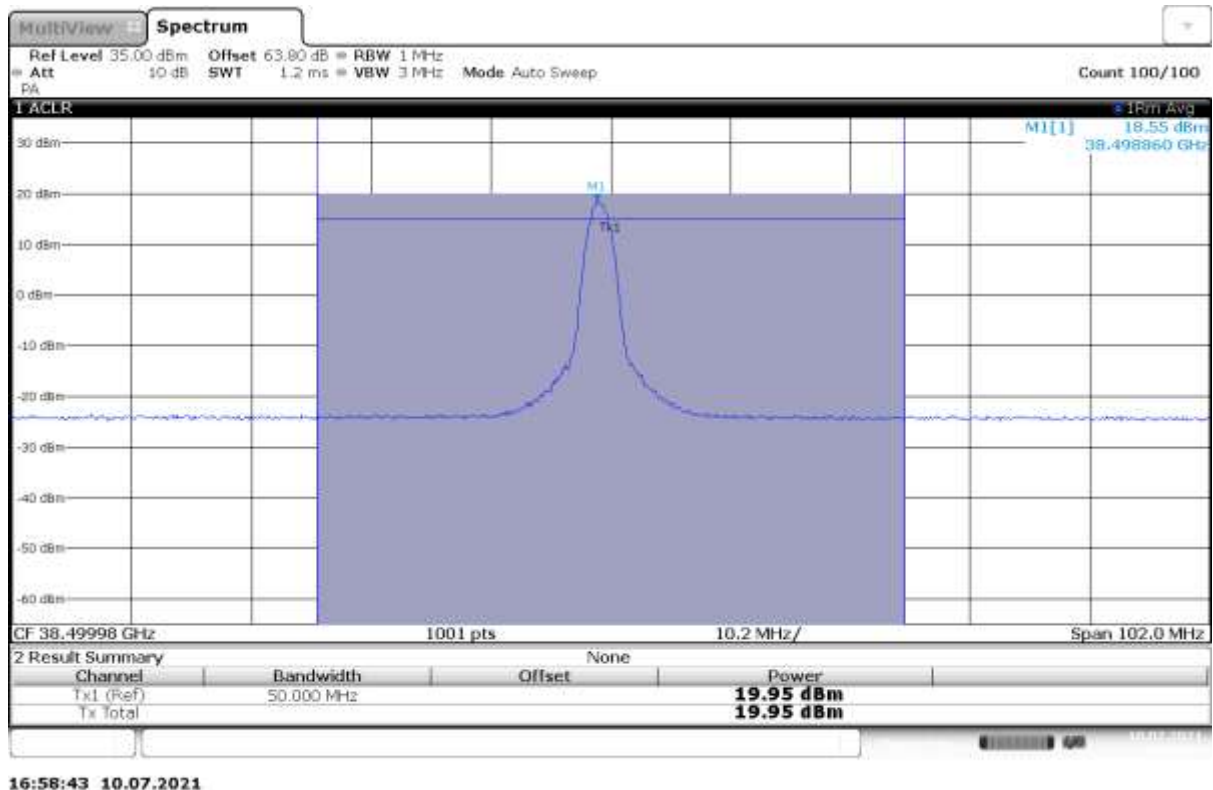 MultiView Spectrum
Ref Level 35.00 dBm Offset 63.80 dB RBW 1 MHz
Att 10 dB SWT 1.2 ms VBW 3 MHz Mode Auto Sweep Count 100/100
PA
1 ACLR 1Rm Avg
M1[1] 18.55 dBm
38.498860 GHz
30 dBm
20 dBm
M1
Tx1
10 dBm
0 dBm
-10 dBm
-20 dBm
-30 dBm
-40 dBm
-50 dBm
-60 dBm
CF 38.49998 GHz 1001 pts 10.2 MHz/ Span 102.0 MHz
2 Result Summary None
Channel Bandwidth Offset Power
Tx1 (Ref) 50.000 MHz 19.95 dBm
Tx Total 19.95 dBm
16:58:43 10.07.2021